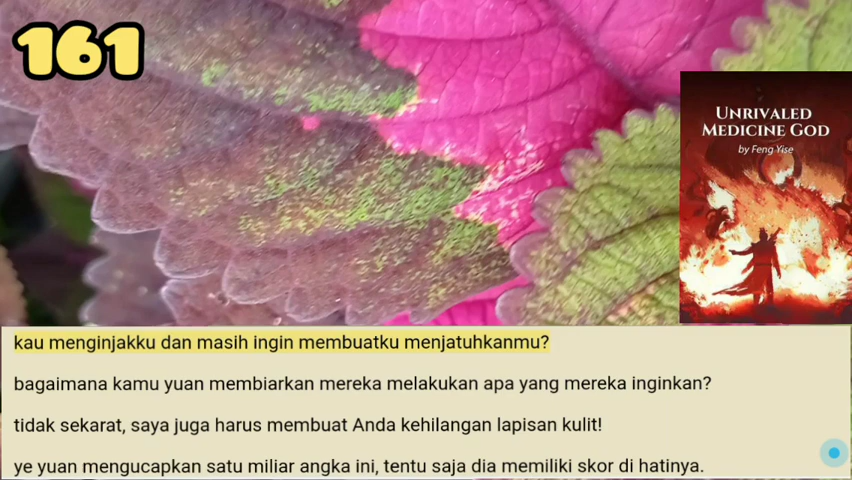 161
UNRIVALED
MEDICINE GOD
by Feng Yise
kau menginjakku dan masih ingin membuatku menjatuhkanmu?
bagaimana kamu yuan membiarkan mereka melakukan apa yang mereka inginkan?
tidak sekarat, saya juga harus membuat Anda kehilangan lapisan kulit!
ye yuan mengucapkan satu miliar angka ini, tentu saja dia memiliki skor di hatinya.